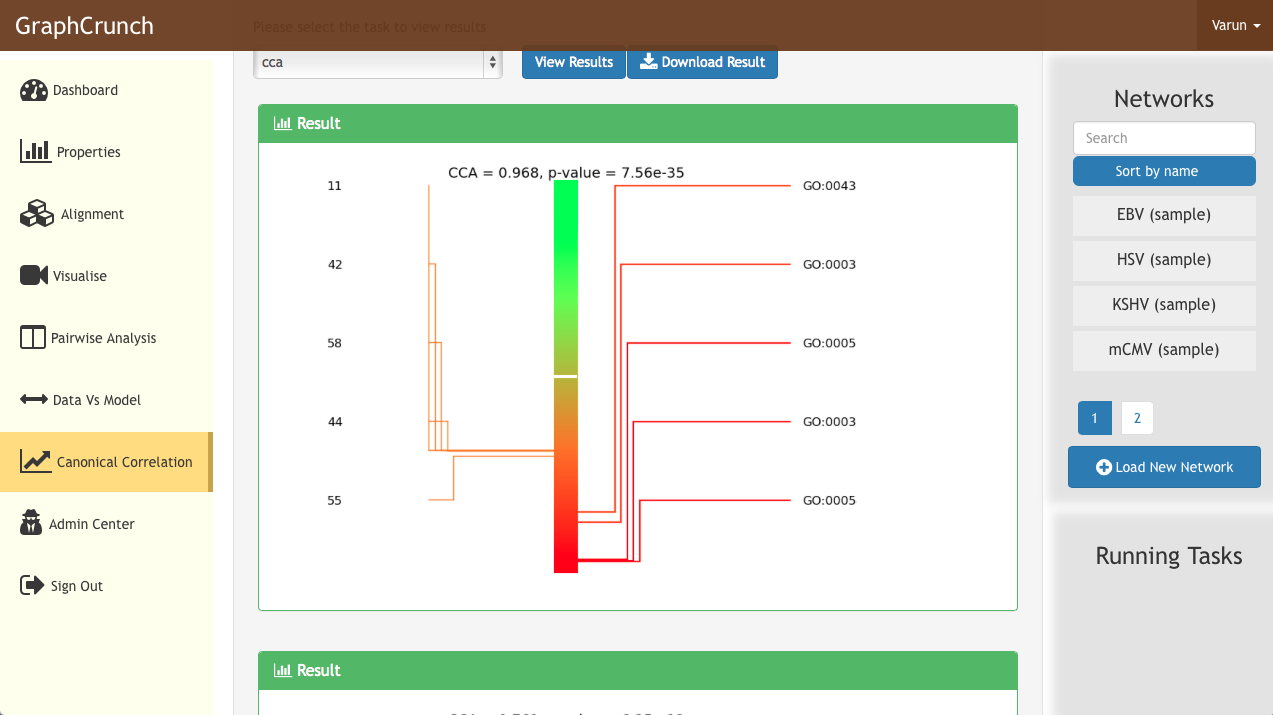 GraphCrunch
Varun
Please select the task to view results
cca
View Results
Download Result
Dashboard
Properties
Alignment
Visualise
Pairwise Analysis
Data Vs Model
Canonical Correlation
Admin Center
Sign Out
Result
CCA = 0.968, p-value = 7.56e-35
11
GO:0043
42
GO:0003
58
GO:0005
44
GO:0003
55
GO:0005
Result
Networks
Search
Sort by name
EBV (sample)
HSV (sample)
KSHV (sample)
mCMV (sample)
1
2
Load New Network
Running Tasks